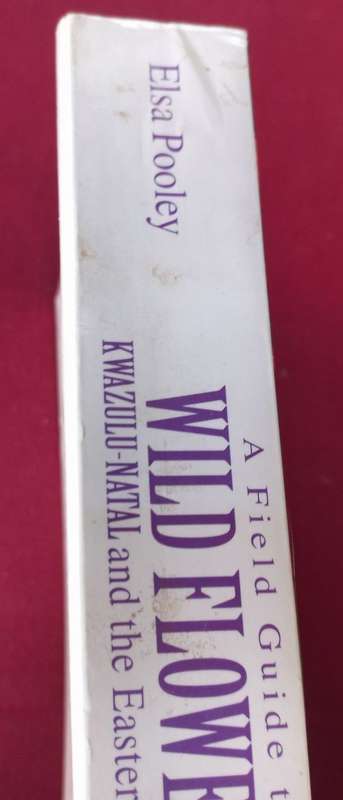 Elsa Pooley
A Field Guide t
WILD FLOWE
KWAZULU-NATAL and the Easter